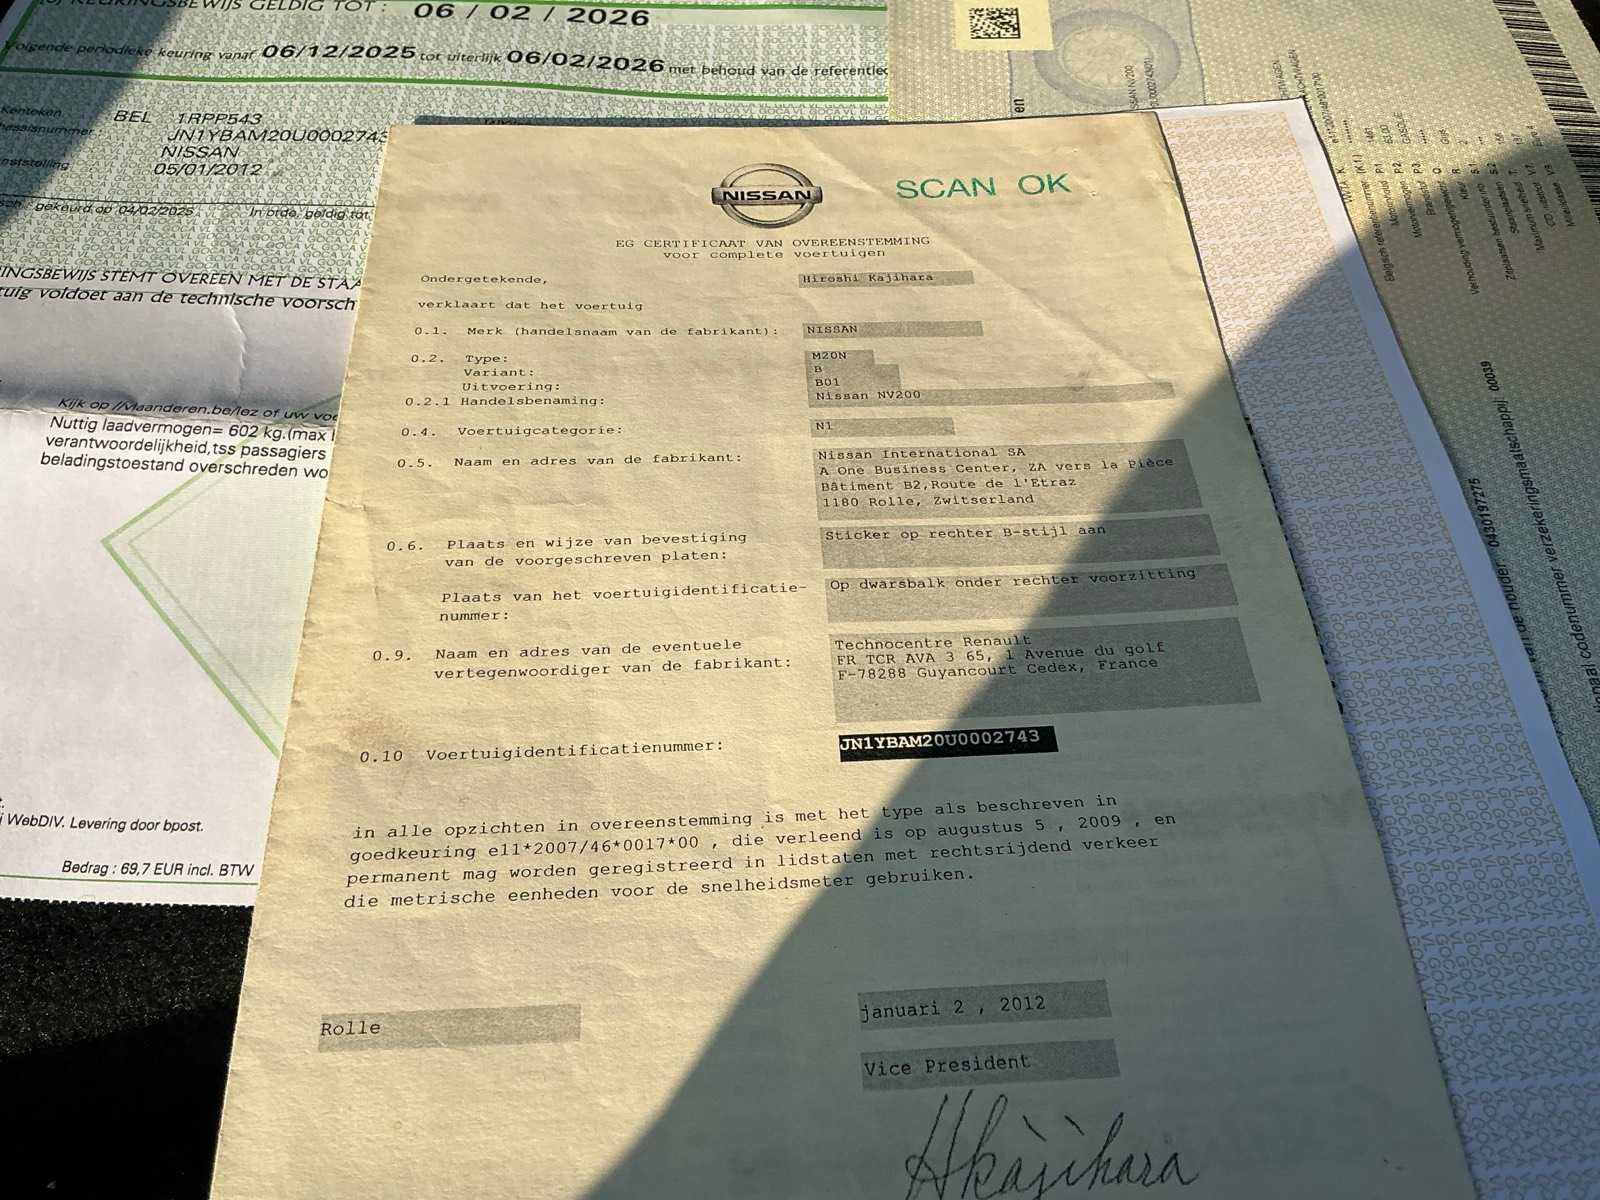 KEURINGSBEWIJS GELDIG TOT : 06 / 02 / 2026
Volgende periodieke keuring vanaf 06/12/2025 tot uiterlijk 06/02/2026 met behoud van de
Kenteken BEL 1RPP543
JN1YBAM20U0002743
NISSAN
05/01/2012
gekeurd op 04/02/2025 In orde, geldig tot
STEMT OVEREEN MET DE
voldoet aan de technische
Kijk op //vlaanderen.be/lez of uw
Nuttig laadvermogen= 602 kg.(max
verantwoordelijkheid,tss passagiers
beladingstoestand overschreden
WebDIV. Levering door bpost.
Bedrag : 69,7 EUR incl. BTW
NISSAN
SCAN OK
EG CERTIFICAAT VAN OVEREENSTEMMING
voor complete voertuigen
Ondergetekende, Hiroshi Kajihara
verklaart dat het voertuig
0.1. Merk (handelsnaam van de fabrikant): NISSAN
0.2. Type: M20N
Variant: B
Uitvoering: B01
0.2.1 Handelsbenaming: Nissan NV200
0.4. Voertuigcategorie: N1
0.5. Naam en adres van de fabrikant: Nissan International SA
A One Business Center, ZA vers la Pièce
Bâtiment B2,Route de l'Etraz
1180 Rolle, Zwitserland
0.6. Plaats en wijze van bevestiging
van de voorgeschreven platen: Sticker op rechter B-stijl aan
Plaats van het voertuigidentificatie-
nummer: Op dwarsbalk onder rechter voorzitting
0.9. Naam en adres van de eventuele
vertegenwoordiger van de fabrikant: Technocentre Renault
FR TCR AVA 3 65, 1 Avenue du golf
F-78288 Guyancourt Cedex, France
0.10 Voertuigidentificatienummer: JN1YBAM20U0002743
in alle opzichten in overeenstemming is met het type als beschreven in
goedkeuring e11*2007/46*0017*00 , die verleend is op augustus 5 , 2009 , en
permanent mag worden geregistreerd in lidstaten met rechtsrijdend verkeer
die metrische eenheden voor de snelheidsmeter gebruiken.
Rolle
januari 2 , 2012
Vice President
HKajihara
en
codenummer verzekeringsmaatschappij 00039
houder 0430197275